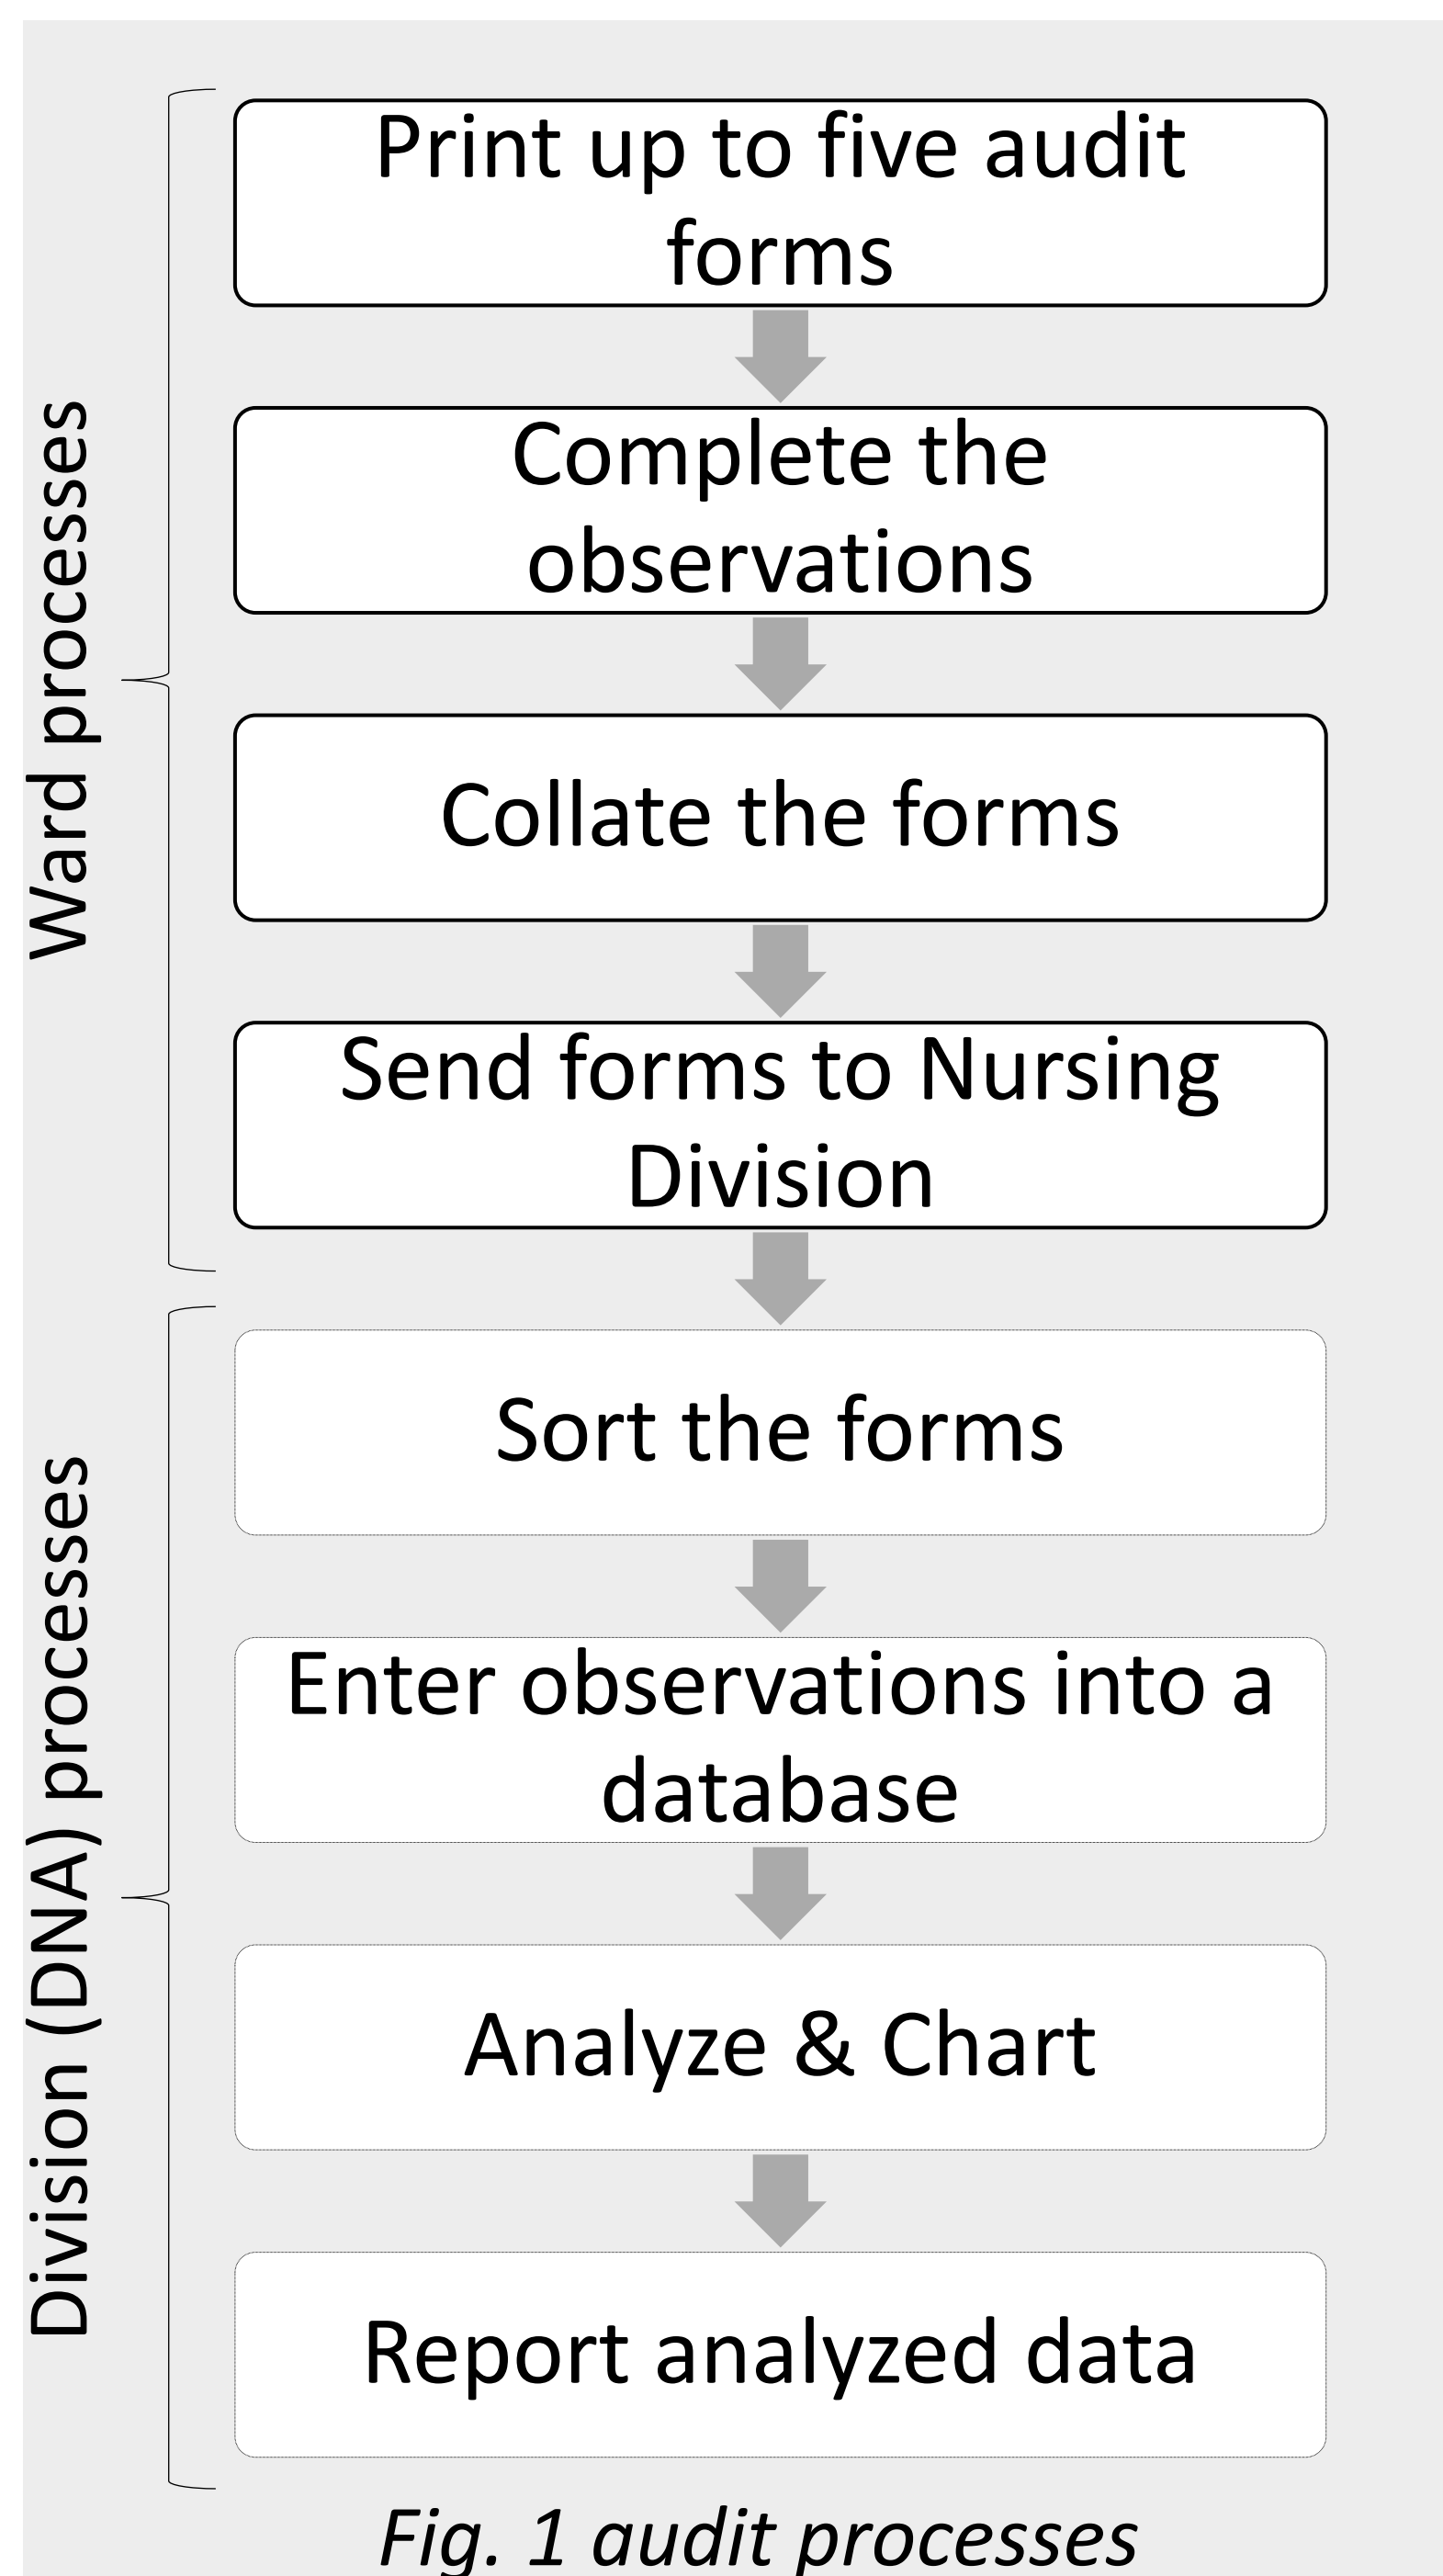 Ward processes
Print up to five audit
forms
Complete the
observations
Collate the forms
Send forms to Nursing
Division
Division (DNA) processes
Sort the forms
Enter observations into a
database
Analyze & Chart
Report analyzed data
Fig. 1 audit processes